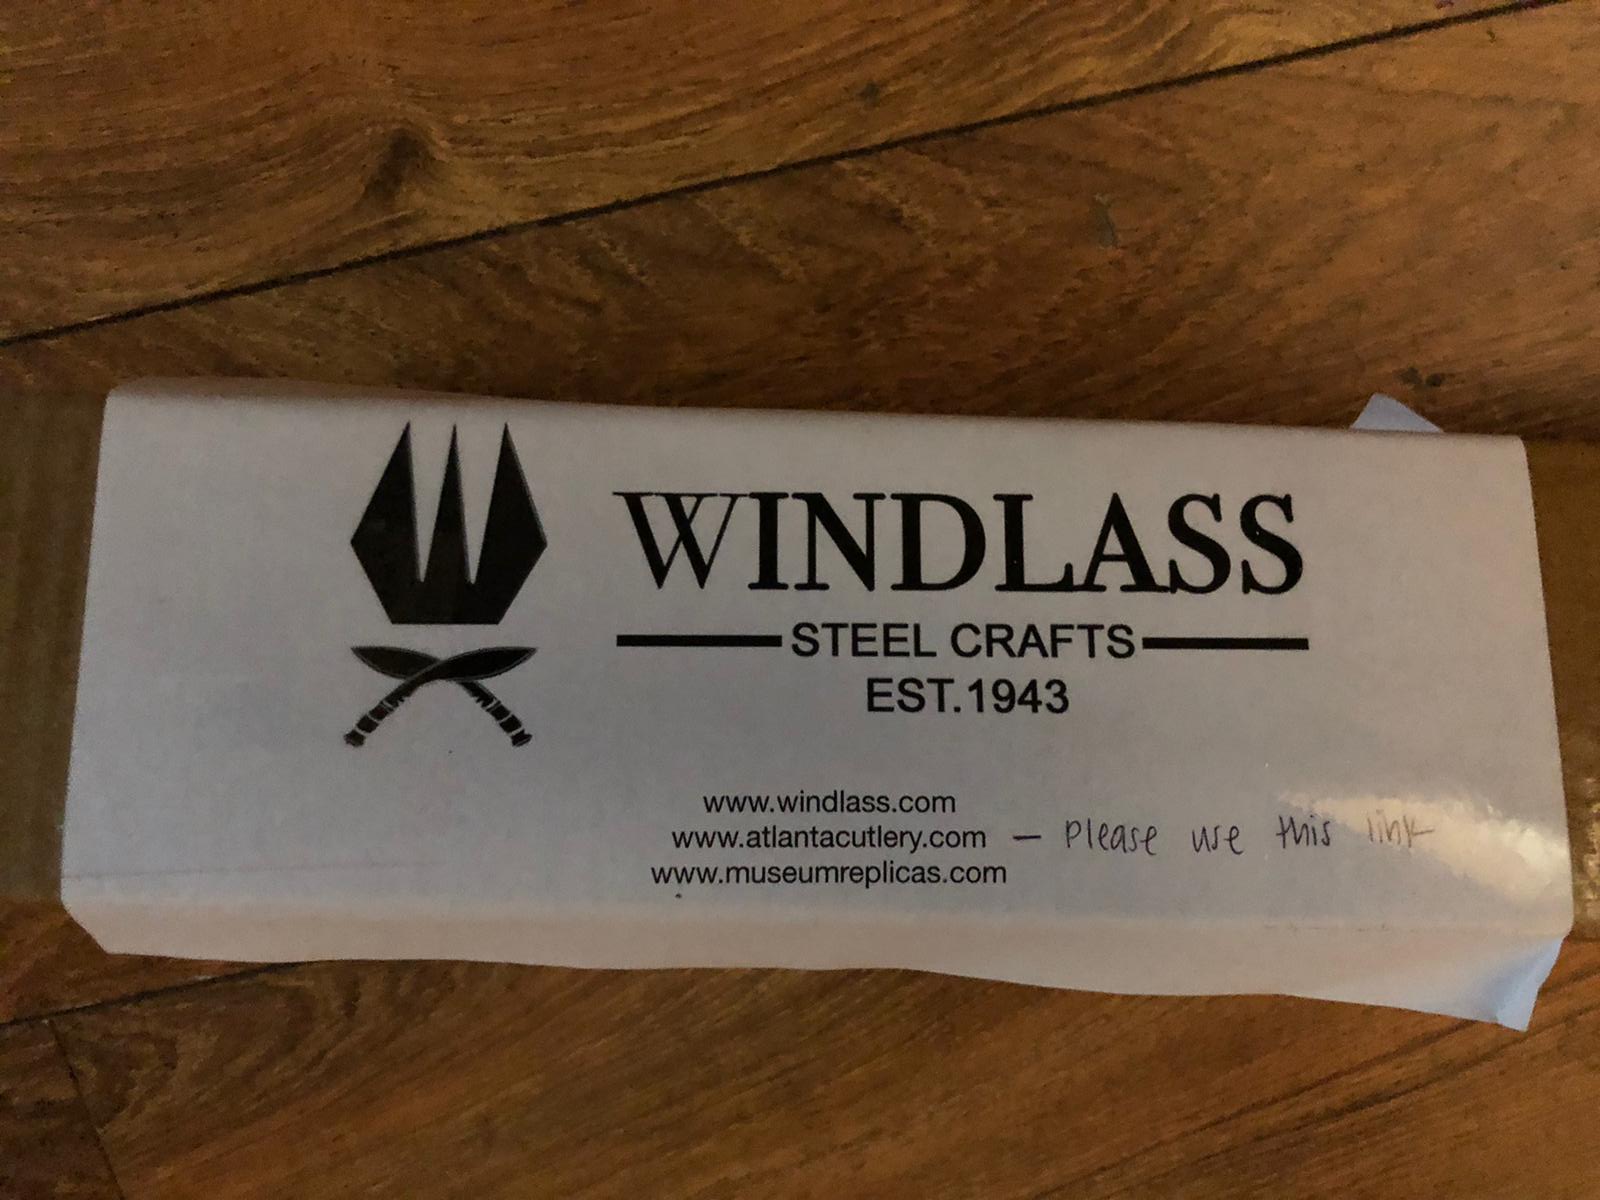 WINDLASS
STEEL CRAFTS
EST.1943
www.windlass.com
www.atlantacutlery.com — please use this link
www.museumreplicas.com